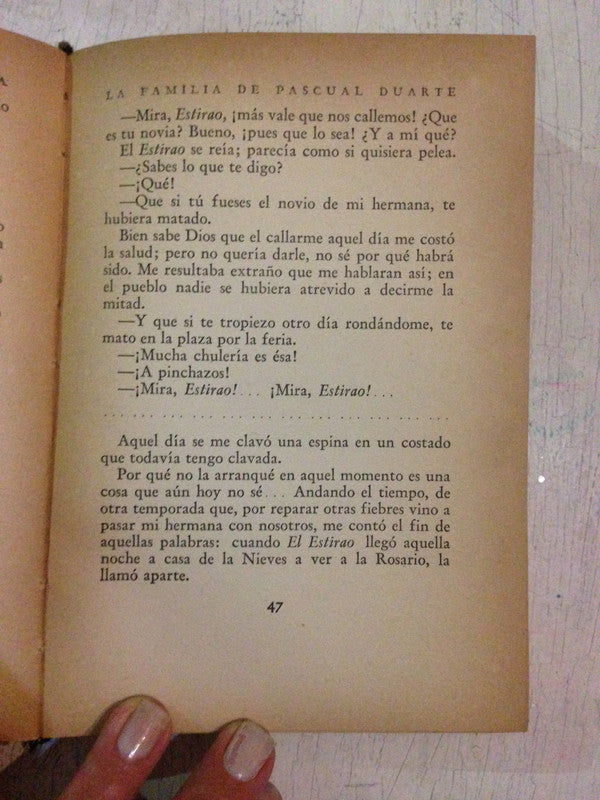 LA FAMILIA DE PASCUAL DUARTE
—Mira, Estirao, ¡más vale que nos callemos! ¿Que
es tu novia? Bueno, ¡pues que lo sea! ¿Y a mí qué?
El Estirao se reía; parecía como si quisiera pelea.
—¿Sabes lo que te digo?
—¡Qué!
—Que si tú fueses el novio de mi hermana, te
hubiera matado.
Bien sabe Dios que el callarme aquel día me costó
la salud; pero no quería darle, no sé por qué habrá
sido. Me resultaba extraño que me hablaran así; en
el pueblo nadie se hubiera atrevido a decirme la
mitad.
—Y que si te tropiezo otro día rondándome, te
mato en la plaza por la feria.
—¡Mucha chulería es ésa!
—¡A pinchazos!
—¡Mira, Estirao!... ¡Mira, Estirao!...
... ... ... ... ... ... ... ... ... ... ... ... ... ... ...
Aquel día se me clavó una espina en un costado
que todavía tengo clavada.
Por qué no la arranqué en aquel momento es una
cosa que aún hoy no sé... Andando el tiempo, de
otra temporada que, por reparar otras fiebres vino a
pasar mi hermana con nosotros, me contó el fin de
aquellas palabras: cuando El Estirao llegó aquella
noche a casa de la Nieves a ver a la Rosario, la
llamó aparte.
47